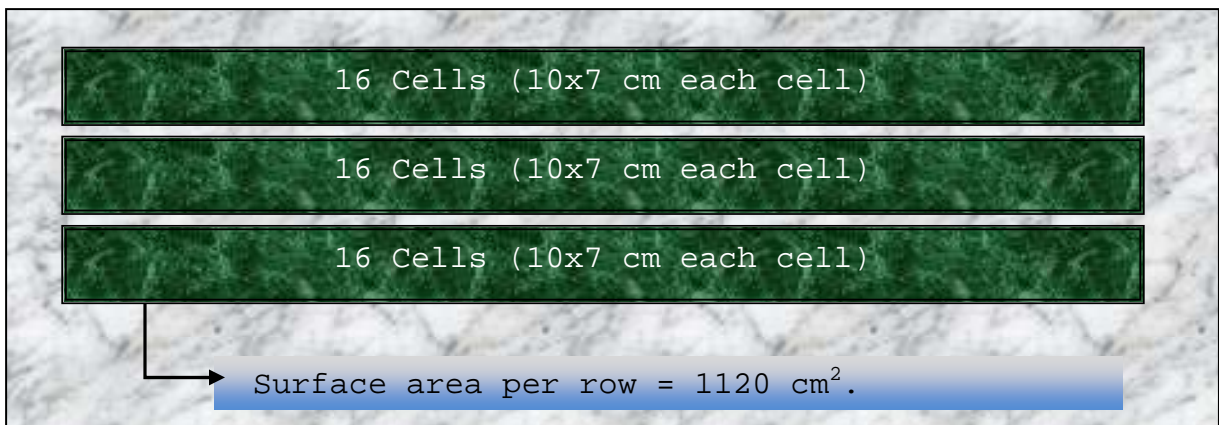 16 Cells (10x7 cm each cell)
16 Cells (10x7 cm each cell)
16 Cells (10x7 cm each cell)
Surface area per row = 1120 cm².